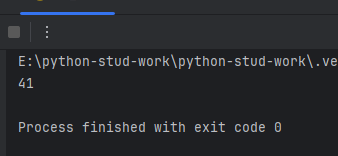 E:\python-stud-work\python-stud-work\.ve
41
Process finished with exit code 0